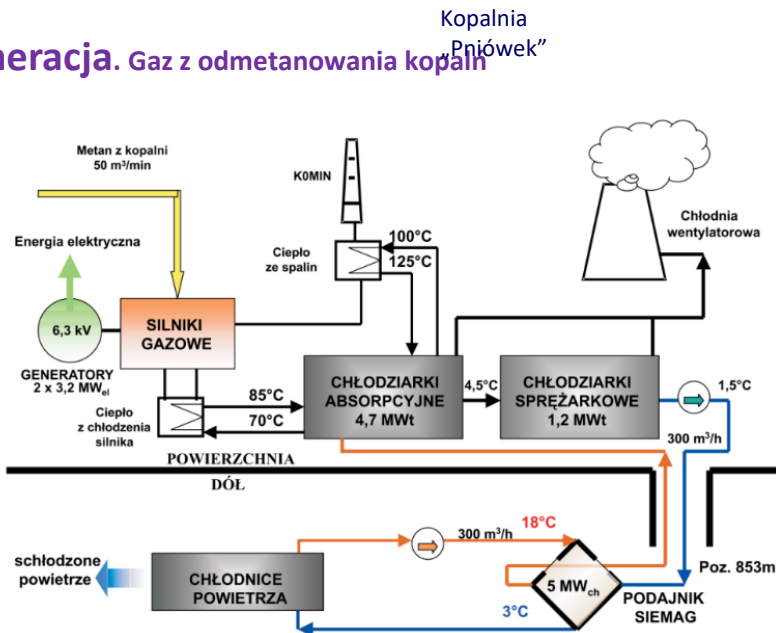 Kopalnia
„Pniówek”
neracja. Gaz z odmetanowania kopalń
Metan z kopalni
50 m³/min
K0MIN
Energia elektryczna
Ciepło
ze spalin
100°C
125°C
Chłodnia
wentylatorowa
6,3 kV
SILNIKI
GAZOWE
GENERATORY
2 x 3,2 MWel
Ciepło
z chłodzenia
silnika
85°C
70°C
CHŁODZIARKI
ABSORPCYJNE
4,7 MWt
4,5°C
CHŁODZIARKI
SPRĘŻARKOWE
1,2 MWt
1,5°C
300 m³/h
POWIERZCHNIA
DÓŁ
schłodzone
powietrze
CHŁODNICE
POWIETRZA
300 m³/h
18°C
3°C
5 MWch
PODAJNIK
SIEMAG
Poz. 853m